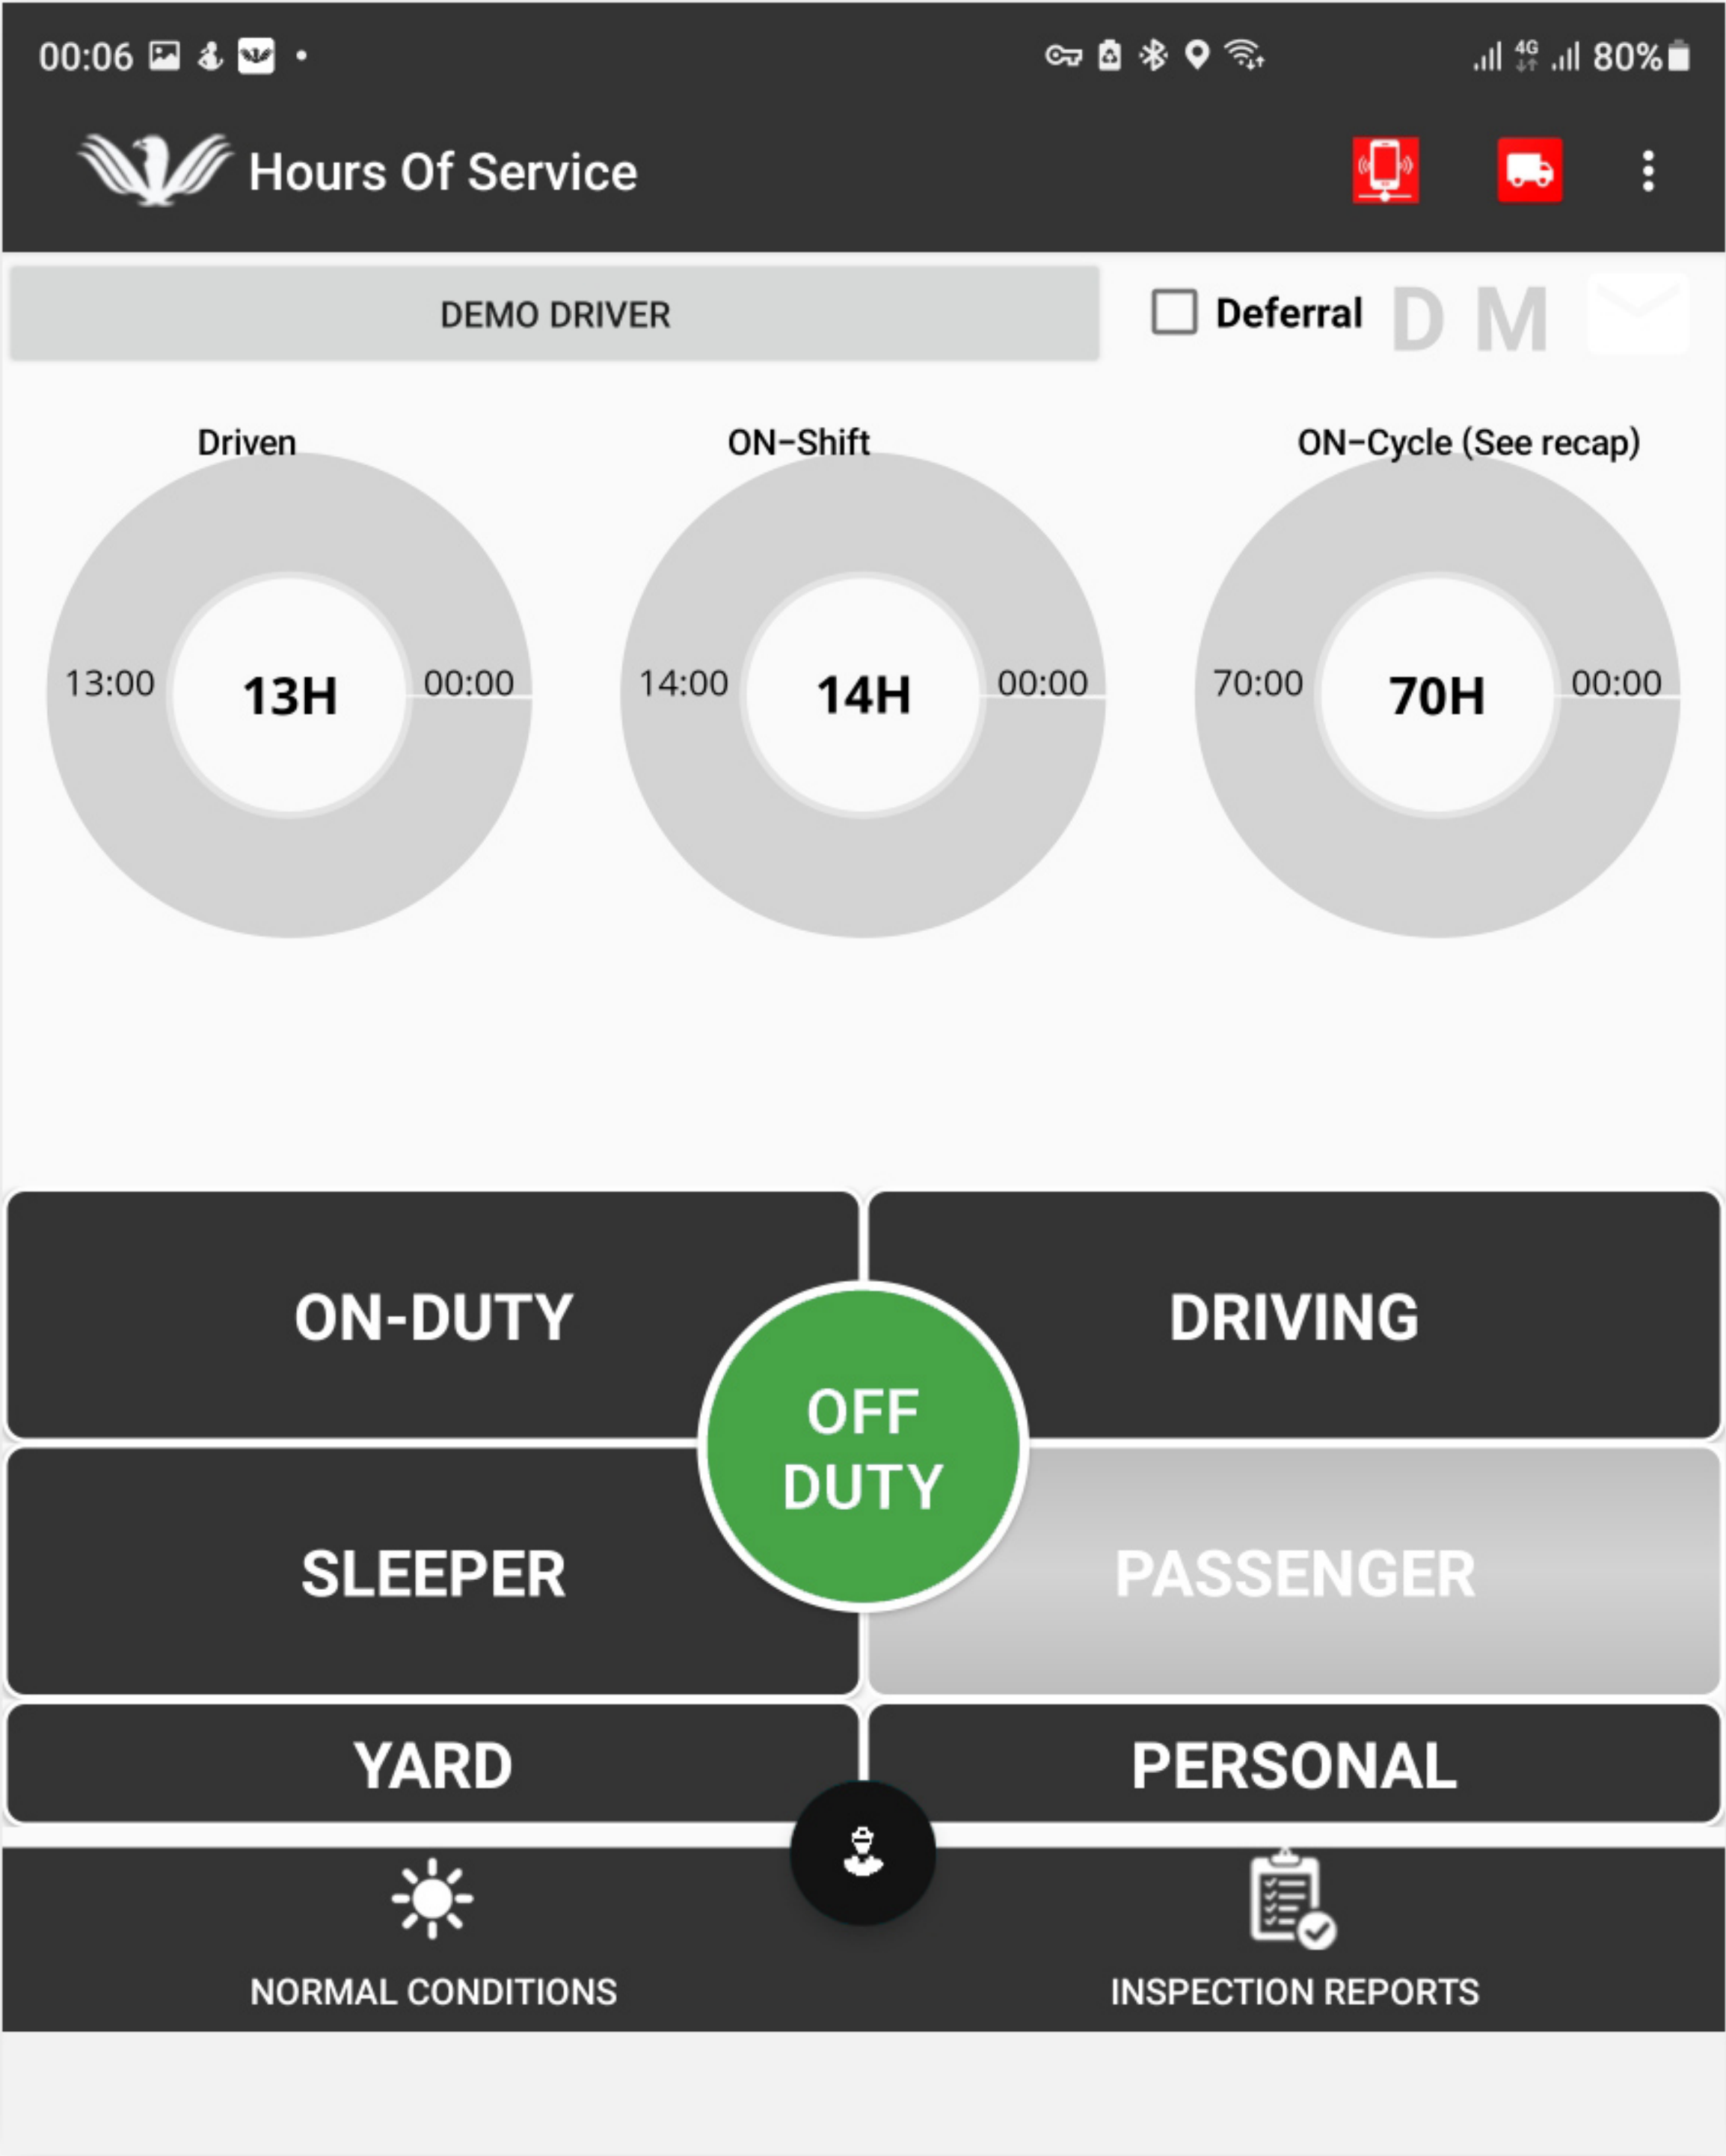 00:06
4G 80%
Hours Of Service
DEMO DRIVER
Deferral D M
Driven
ON-Shift
ON-Cycle (See recap)
13:00 13H 00:00
14:00 14H 00:00
70:00 70H 00:00
ON-DUTY
DRIVING
OFF
DUTY
SLEEPER
PASSENGER
YARD
PERSONAL
NORMAL CONDITIONS
INSPECTION REPORTS